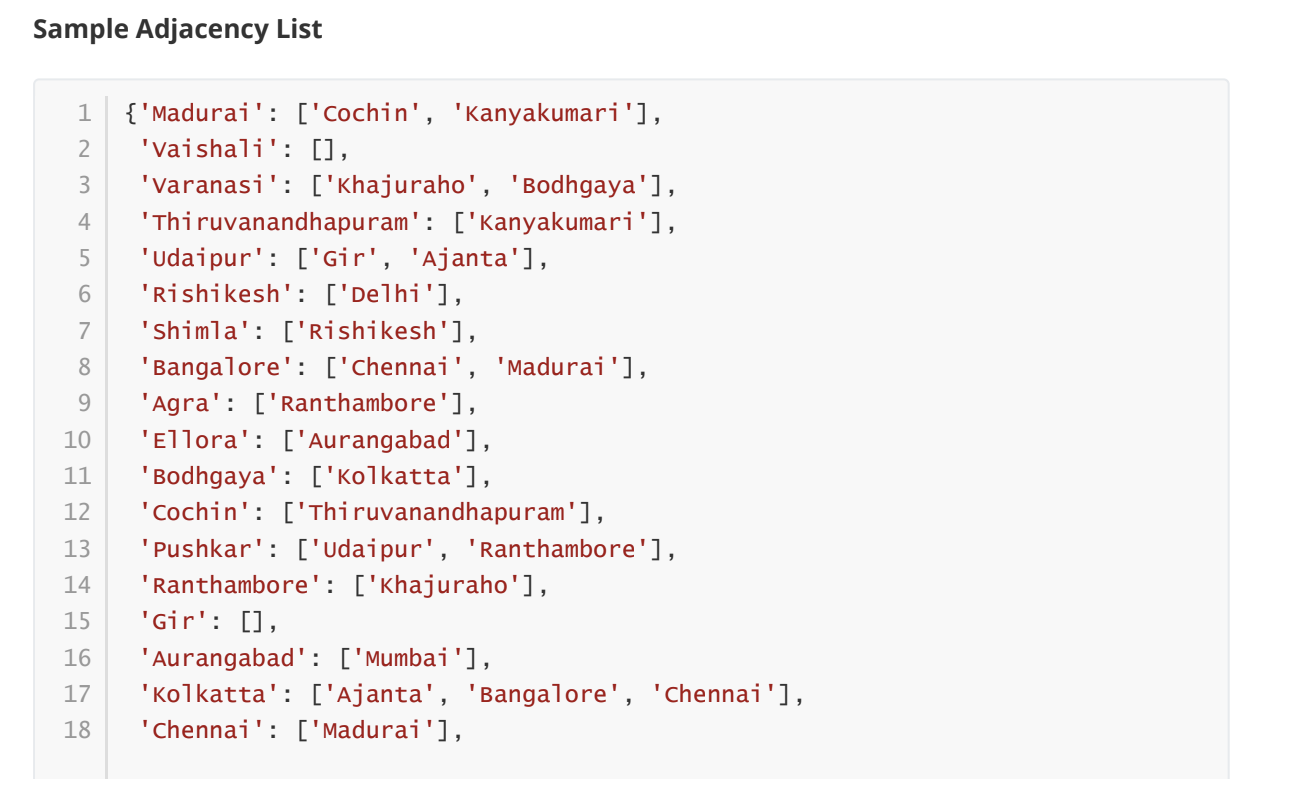 Sample Adjacency List
1 {'Madurai': ['Cochin', 'Kanyakumari'],
2 'Vaishali': [],
3 'Varanasi': ['Khajuraho', 'Bodhgaya'],
4 'Thiruvanandhapuram': ['Kanyakumari'],
5 'Udaipur': ['Gir', 'Ajanta'],
6 'Rishikesh': ['Delhi'],
7 'Shimla': ['Rishikesh'],
8 'Bangalore': ['Chennai', 'Madurai'],
9 'Agra': ['Ranthambore'],
10 'Ellora': ['Aurangabad'],
11 'Bodhgaya': ['Kolkatta'],
12 'Cochin': ['Thiruvanandhapuram'],
13 'Pushkar': ['Udaipur', 'Ranthambore'],
14 'Ranthambore': ['Khajuraho'],
15 'Gir': [],
16 'Aurangabad': ['Mumbai'],
17 'Kolkatta': ['Ajanta', 'Bangalore', 'Chennai'],
18 'Chennai': ['Madurai'],